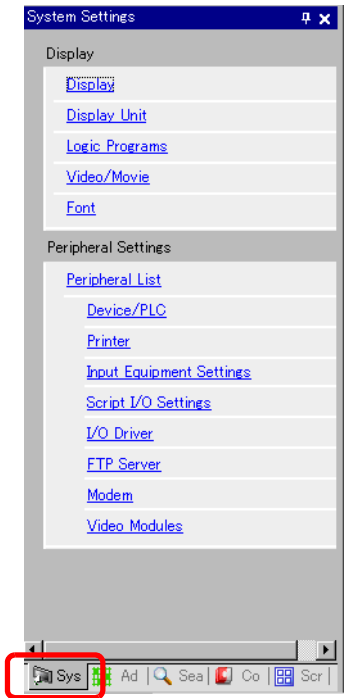 System Settings
Display
Display
Display Unit
Logic Programs
Video/Movie
Font
Peripheral Settings
Peripheral List
Device/PLC
Printer
Input Equipment Settings
Script I/O Settings
I/O Driver
FTP Server
Modem
Video Modules
Sys Ad Sea Co Scr